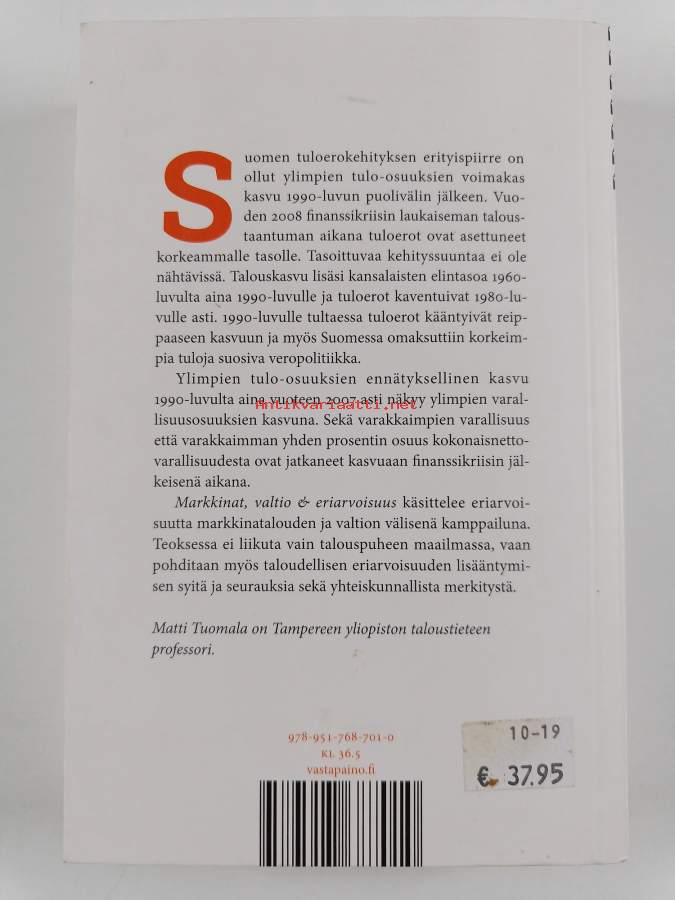 Suomen tuloerokehityksen erityispiirre on
ollut ylimpien tulo-osuuksien voimakas
kasvu 1990-luvun puolivälin jälkeen. Vuo-
den 2008 finanssikriisin laukaiseman talous-
taantuman aikana tuloerot ovat asettuneet
korkeammalle tasolle. Tasoittuvaa kehityssuuntaa ei ole
nähtävissä. Talouskasvu lisäsi kansalaisten elintasoa 1960-
luvulta aina 1990-luvulle ja tuloerot kaventuivat 1980-lu-
vulle asti. 1990-luvulle tultaessa tuloerot kääntyivät reip-
paaseen kasvuun ja myös Suomessa omaksuttiin korkeim-
pia tuloja suosiva veropolitiikka.
Ylimpien tulo-osuuksien ennätyksellinen kasvu
1990-luvulta aina vuoteen 2007 asti näkyy ylimpien varal-
Antikvariaatti.net
lisuusosuuksien kasvuna. Sekä varakkaimpien varallisuus
että varakkaimman yhden prosentin osuus kokonaisnetto-
varallisuudesta ovat jatkaneet kasvuaan finanssikriisin jäl-
keisenä aikana.
Markkinat, valtio & eriarvoisuus käsittelee eriarvoi-
suutta markkinatalouden ja valtion välisenä kamppailuna.
Teoksessa ei liikuta vain talouspuheen maailmassa, vaan
pohditaan myös taloudellisen eriarvoisuuden lisääntymi-
sen syitä ja seurauksia sekä yhteiskunnallista merkitystä.
Matti Tuomala on Tampereen yliopiston taloustieteen
professori.
978-951-768-701-0
KL 36.5
vastapaino.fi
10-19
€ 37.95